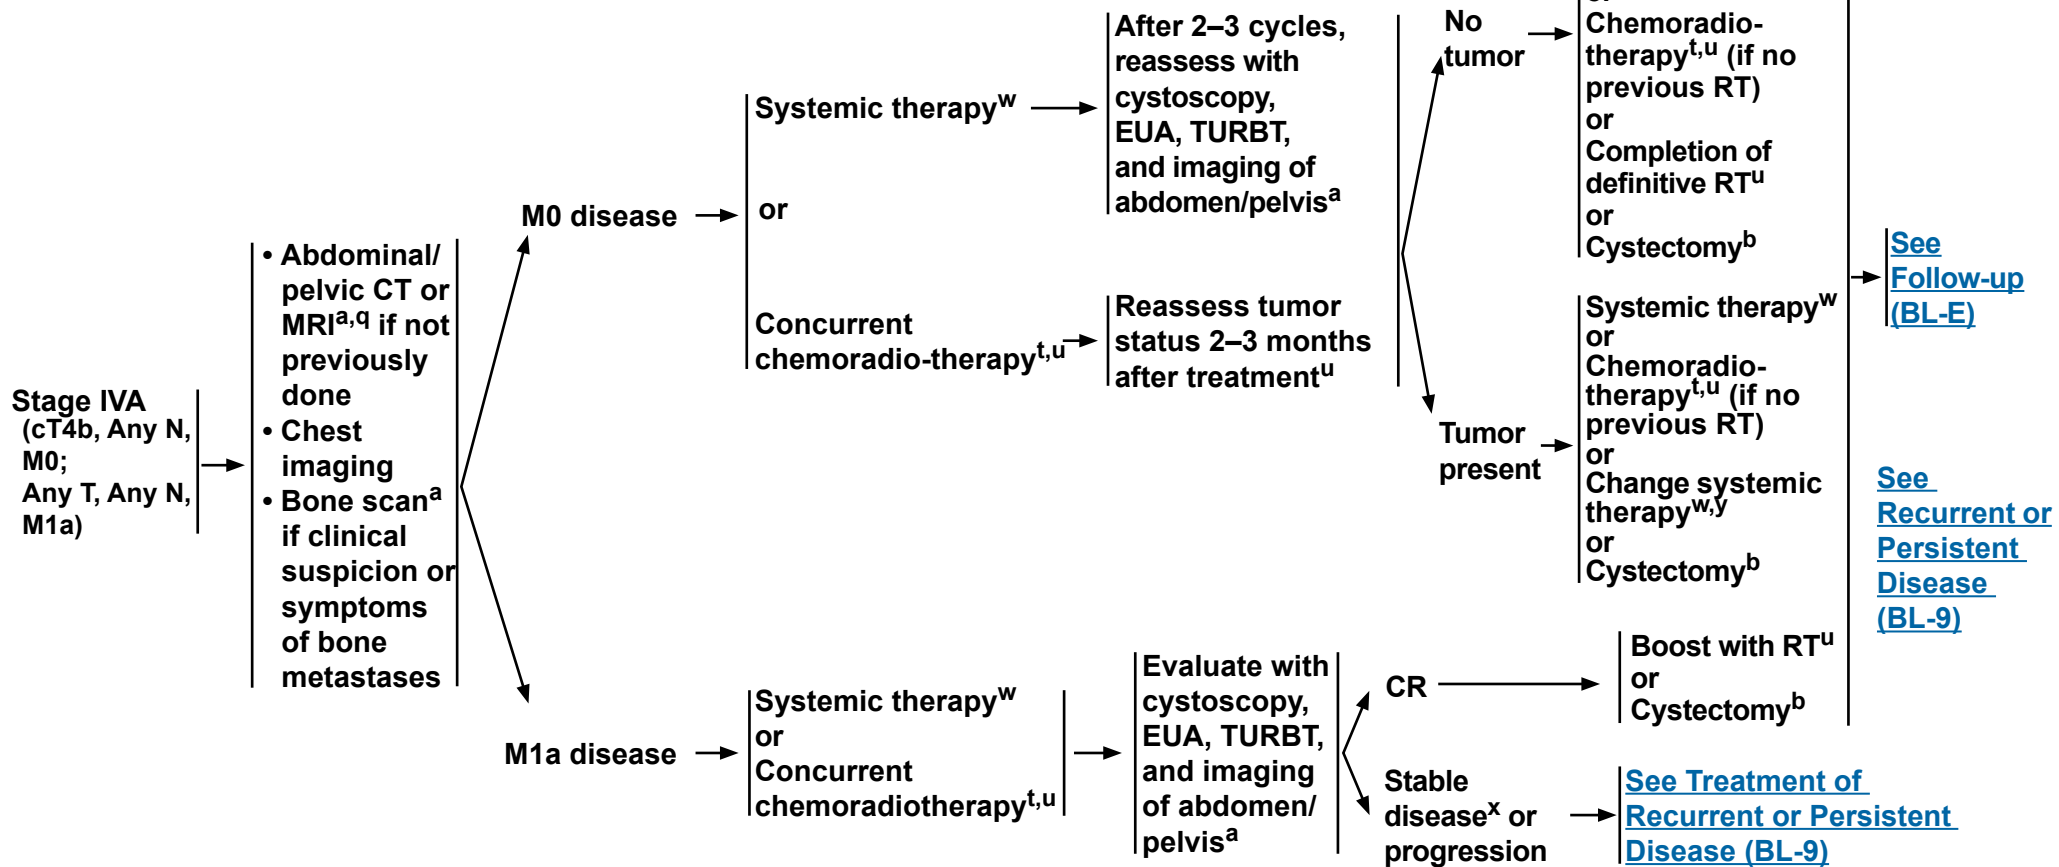 Stage IVA
(cT4b, Any N,
M0;
Any T, Any N,
M1a)
• Abdominal/
pelvic CT or
MRIa,q if not
previously
done
• Chest
imaging
• Bone scana
if clinical
suspicion or
symptoms
of bone
metastases
M0 disease
Systemic therapyw
or
Concurrent
chemoradio-therapyt,u
After 2–3 cycles,
reassess with
cystoscopy,
EUA, TURBT,
and imaging of
abdomen/pelvisa
Reassess tumor
status 2–3 months
after treatmentu
No
tumor
Chemoradio-
therapyt,u (if no
previous RT)
or
Completion of
definitive RTu
or
Cystectomyb
Tumor
present
Systemic therapyw
or
Chemoradio-
therapyt,u (if no
previous RT)
or
Change systemic
therapyw,y
or
Cystectomyb
See
Follow-up
(BL-E)
See
Recurrent or
Persistent
Disease
(BL-9)
M1a disease
Systemic therapyw
or
Concurrent
chemoradiotherapyt,u
Evaluate with
cystoscopy,
EUA, TURBT,
and imaging
of abdomen/
pelvisa
CR
Boost with RTu
or
Cystectomyb
Stable
diseasex or
progression
See Treatment of
Recurrent or Persistent
Disease (BL-9)